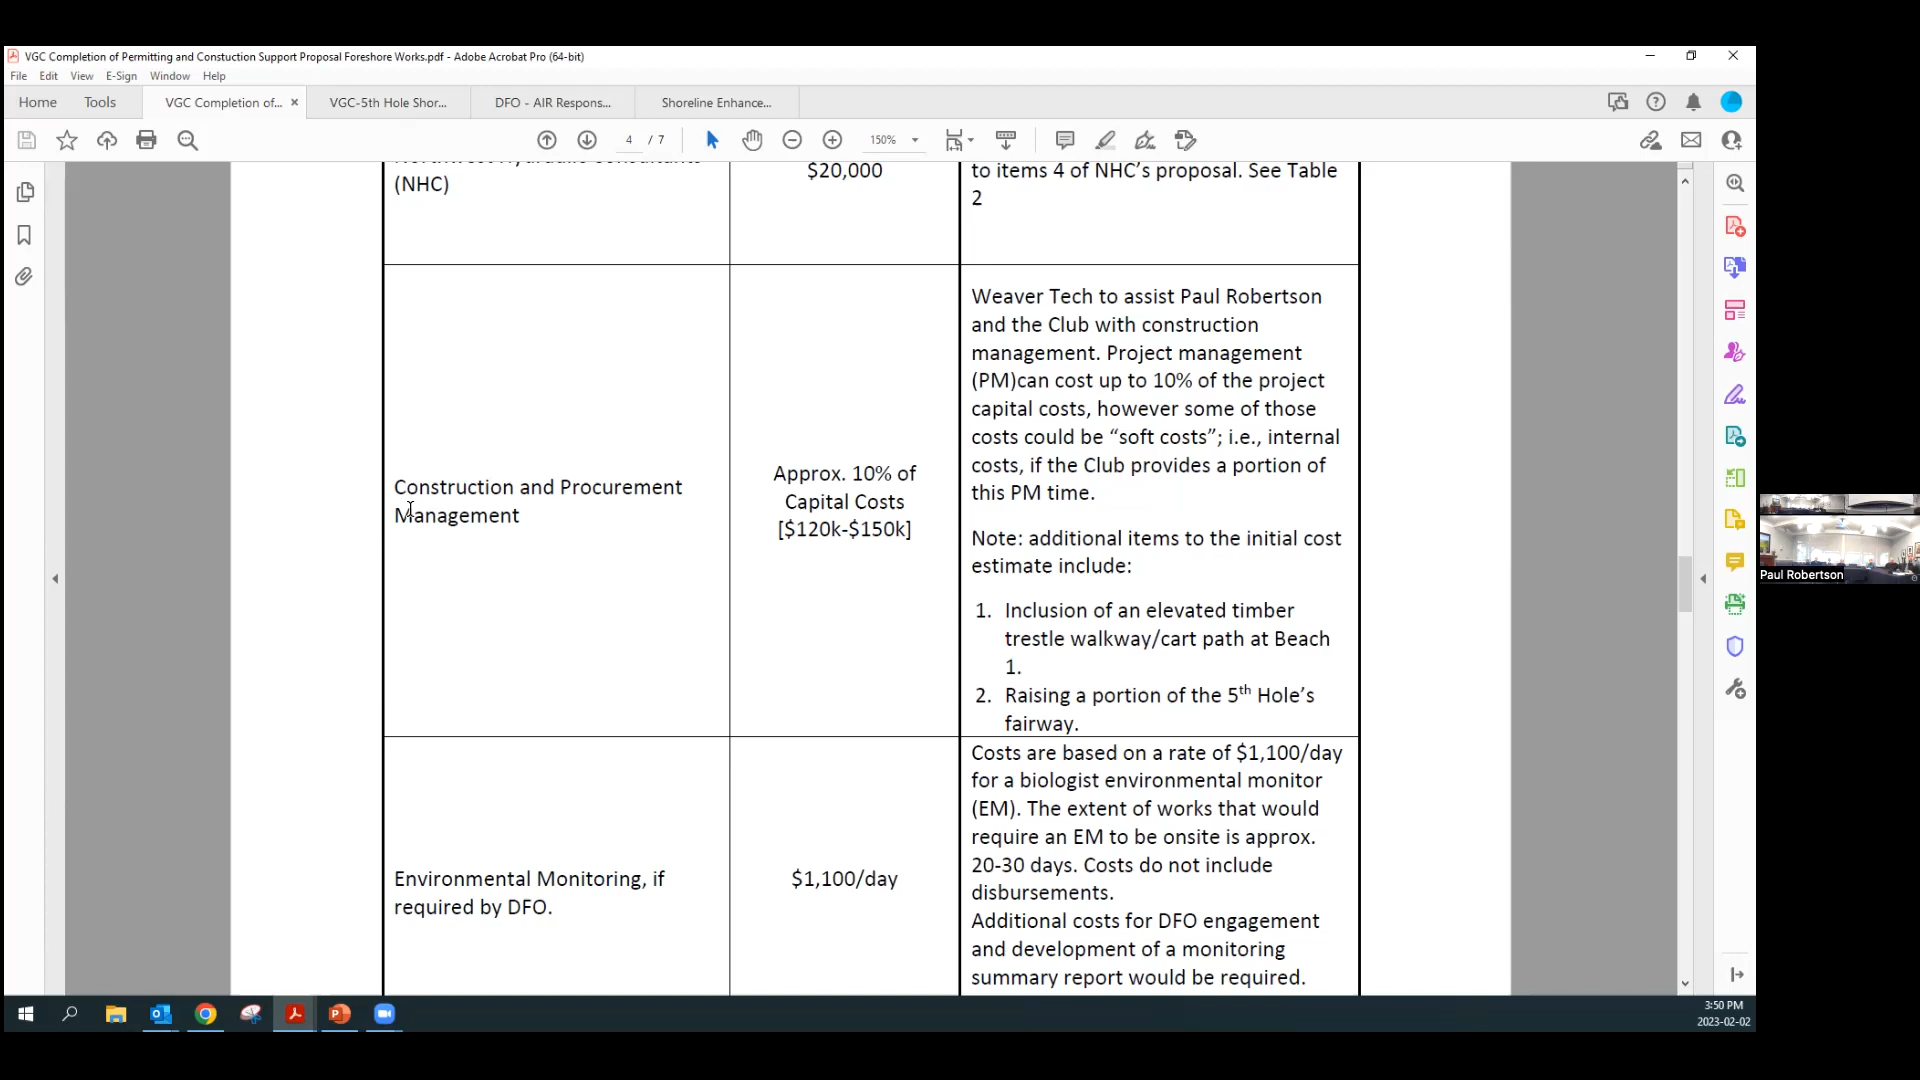 VGC Completion of Permitting and Constuction Support Proposal Foreshore Works.pdf - Adobe Acrobat Pro (64-bit)
File Edit View E-Sign Window Help
Home Tools VGC Completion of... × VGC-5th Hole Shor... DFO - AIR Respons... Shoreline Enhance...
4 / 7 150%
(NHC)
$20,000
to items 4 of NHC's proposal. See Table
2
Construction and Procurement
Management
Approx. 10% of
Capital Costs
[$120k-$150k]
Weaver Tech to assist Paul Robertson
and the Club with construction
management. Project management
(PM)can cost up to 10% of the project
capital costs, however some of those
costs could be “soft costs”; i.e., internal
costs, if the Club provides a portion of
this PM time.
Note: additional items to the initial cost
estimate include:
1. Inclusion of an elevated timber
trestle walkway/cart path at Beach
1.
2. Raising a portion of the 5th Hole's
fairway.
Environmental Monitoring, if
required by DFO.
$1,100/day
Costs are based on a rate of $1,100/day
for a biologist environmental monitor
(EM). The extent of works that would
require an EM to be onsite is approx.
20-30 days. Costs do not include
disbursements.
Additional costs for DFO engagement
and development of a monitoring
summary report would be required.
Paul Robertson
3:50 PM
2023-02-02